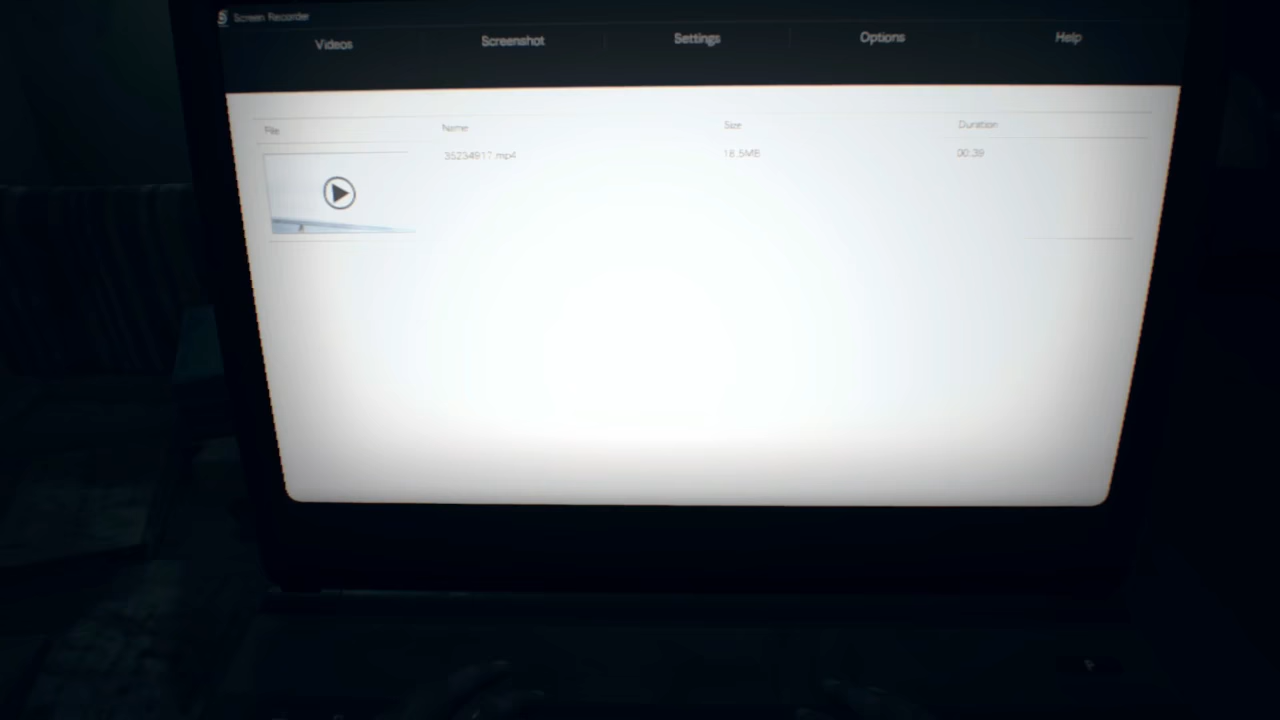 Screen Recorder
Videos Screenshot Settings Options Help
File Name Size Duration
35234917.mp4 18.5MB 00:39